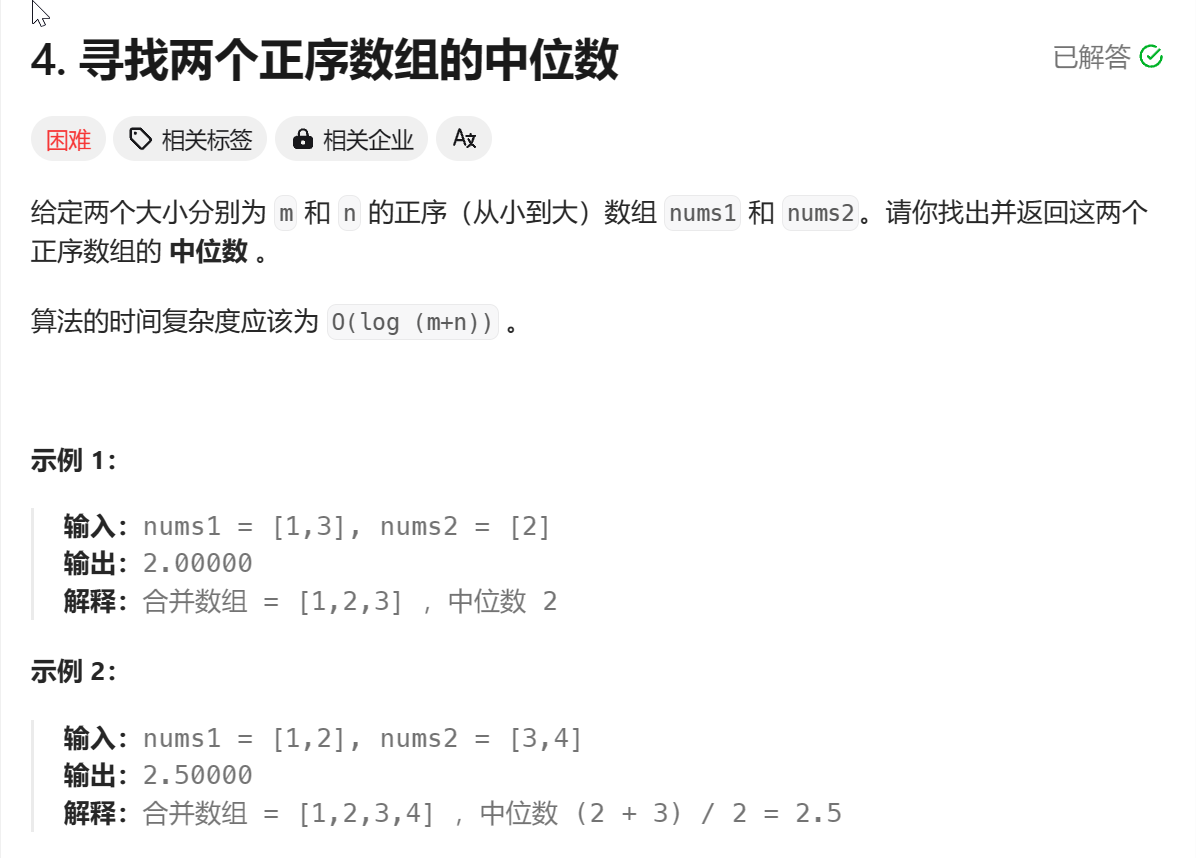 4. 寻找两个正序数组的中位数
已解答
困难 相关标签 相关企业
给定两个大小分别为 m 和 n 的正序（从小到大）数组 nums1 和 nums2。请你找出并返回这两个
正序数组的 中位数 。
算法的时间复杂度应该为 O(log (m+n)) 。
示例 1：
输入：nums1 = [1,3], nums2 = [2]
输出：2.00000
解释：合并数组 = [1,2,3] ，中位数 2
示例 2：
输入：nums1 = [1,2], nums2 = [3,4]
输出：2.50000
解释：合并数组 = [1,2,3,4] ，中位数 (2 + 3) / 2 = 2.5